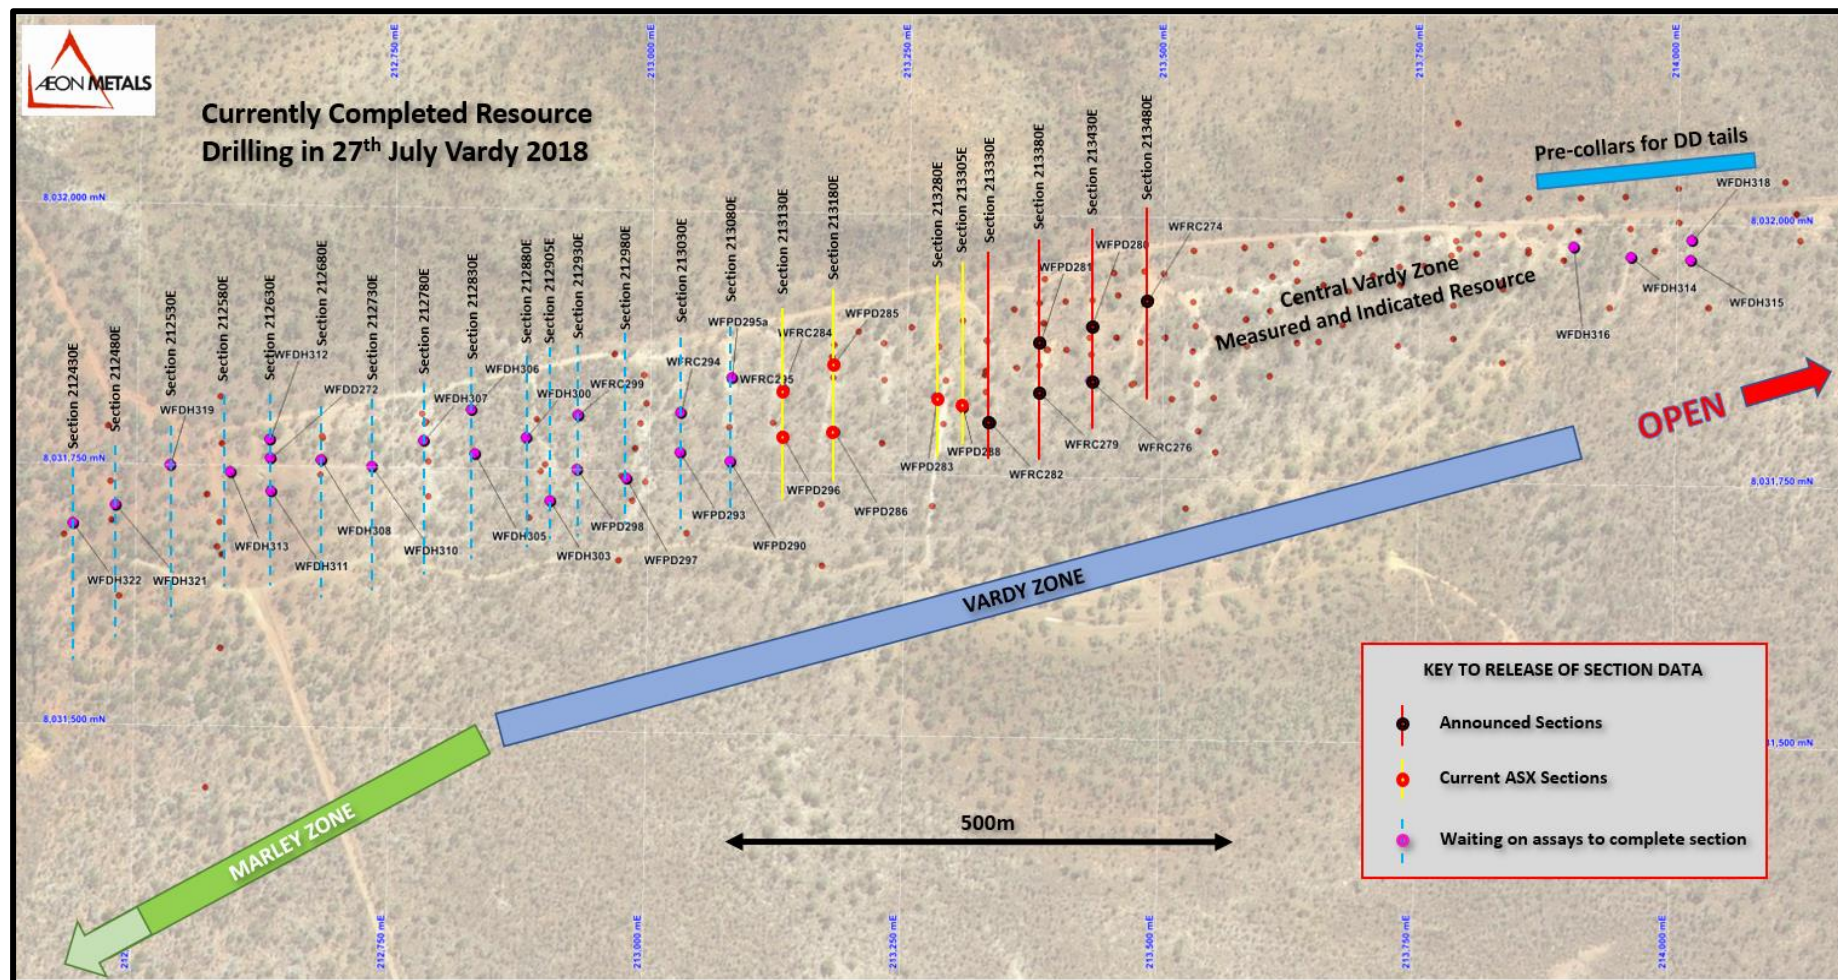 ÆON METALS
Currently Completed Resource
Drilling in 27th July Vardy 2018
212,750 mE
213,000 mE
213,250 mE
213,500 mE
213,750 mE
214,000 mE
8,032,000 mN
8,032,000 mN
Pre-collars for DD tails
Section 212430E
Section 212480E
Section 212530E
Section 212580E
Section 212630E
Section 212680E
Section 212730E
Section 212780E
Section 212830E
Section 212880E
Section 212905E
Section 212930E
Section 212980E
Section 213030E
Section 213080E
Section 213130E
Section 213180E
Section 213280E
Section 213305E
Section 213330E
Section 213380E
Section 213430E
Section 213480E
WFDH318
WFRC274
WFPD280
WFPD281
Central Vardy Zone
Measured and Indicated Resource
WFDH314
WFDH315
WFDH316
WFPD285
WFRC284
WFPD295a
WFRC295
WFRC294
WFRC299
WFDH300
WFDH306
WFDH307
WFDD272
WFDH312
WFDH319
OPEN
8,031,750 mN
8,031,750 mN
WFRC276
WFRC279
WFRC282
WFPD288
WFPD283
WFPD286
WFPD296
WFPD290
WFPD293
WFPD297
WFPD298
WFDH303
WFDH305
WFDH310
WFDH308
WFDH311
WFDH313
WFDH321
WFDH322
VARDY ZONE
8,031,500 mN
31,500 mN
KEY TO RELEASE OF SECTION DATA
Announced Sections
Current ASX Sections
Waiting on assays to complete section
500m
MARLEY ZONE
212,
212,750 mE
213,000 mE
213,250 mE
213,500 mE
213,750 mE
214,000 mE